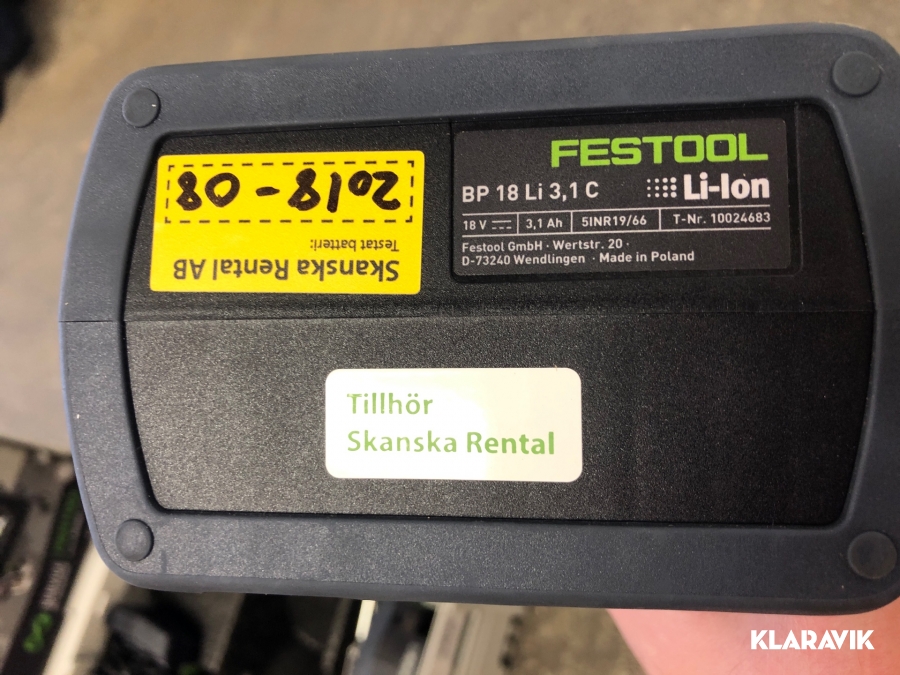 FESTOOL
BP 18 Li 3,1 C
Li-Ion
18 V
3,1 Ah
5INR19/66
T-Nr. 10024683
Festool GmbH · Wertstr. 20 ·
D-73240 Wendlingen · Made in Poland
Skanska Rental AB
Testat batteri:
2018-08
Tillhör
Skanska Rental
KLARAVIK